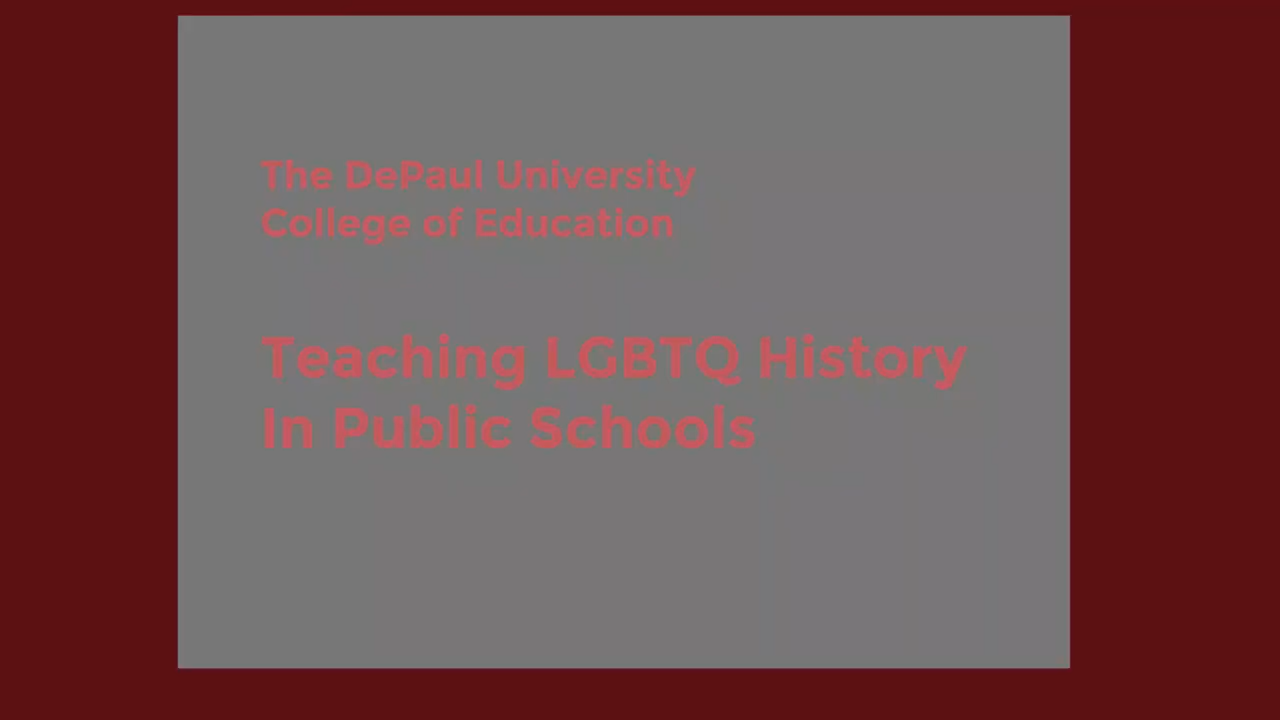 The DePaul University
College of Education
Teaching LGBTQ History
In Public Schools